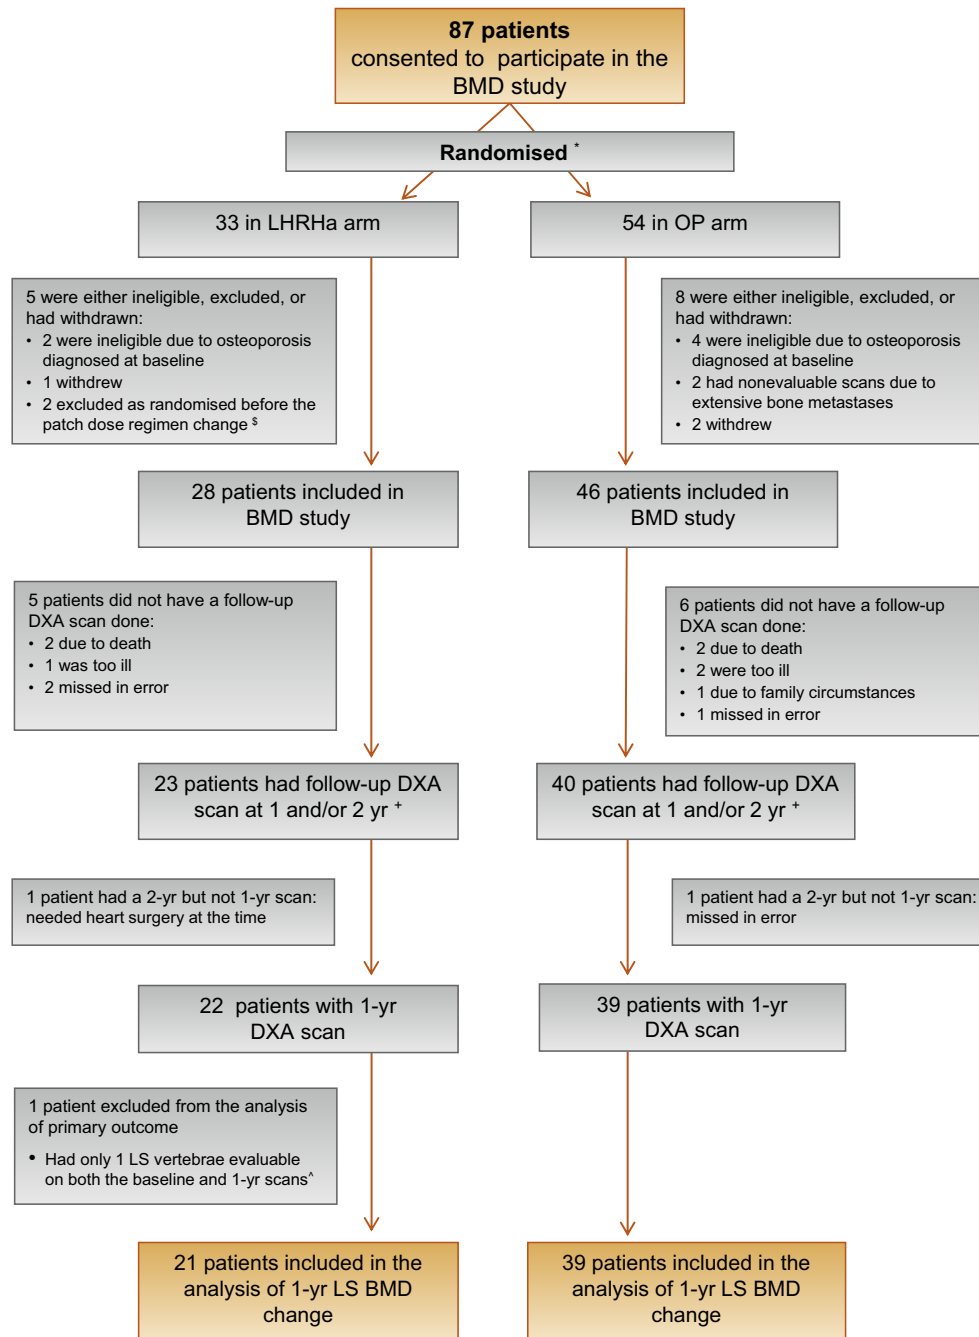 87 patients
consented to participate in the
BMD study
Randomised *
33 in LHRHa arm
54 in OP arm
5 were either ineligible, excluded, or
had withdrawn:
• 2 were ineligible due to osteoporosis
diagnosed at baseline
• 1 withdrew
• 2 excluded as randomised before the
patch dose regimen change $
8 were either ineligible, excluded, or
had withdrawn:
• 4 were ineligible due to osteoporosis
diagnosed at baseline
• 2 had nonevaluable scans due to
extensive bone metastases
• 2 withdrew
28 patients included in
BMD study
46 patients included in
BMD study
5 patients did not have a follow-up
DXA scan done:
• 2 due to death
• 1 was too ill
• 2 missed in error
6 patients did not have a follow-up
DXA scan done:
• 2 due to death
• 2 were too ill
• 1 due to family circumstances
• 1 missed in error
23 patients had follow-up DXA
scan at 1 and/or 2 yr +
40 patients had follow-up DXA
scan at 1 and/or 2 yr +
1 patient had a 2-yr but not 1-yr scan:
needed heart surgery at the time
1 patient had a 2-yr but not 1-yr scan:
missed in error
22 patients with 1-yr
DXA scan
39 patients with 1-yr
DXA scan
1 patient excluded from the analysis
of primary outcome
• Had only 1 LS vertebrae evaluable
on both the baseline and 1-yr scans^
21 patients included in the
analysis of 1-yr LS BMD
change
39 patients included in the
analysis of 1-yr LS BMD
change